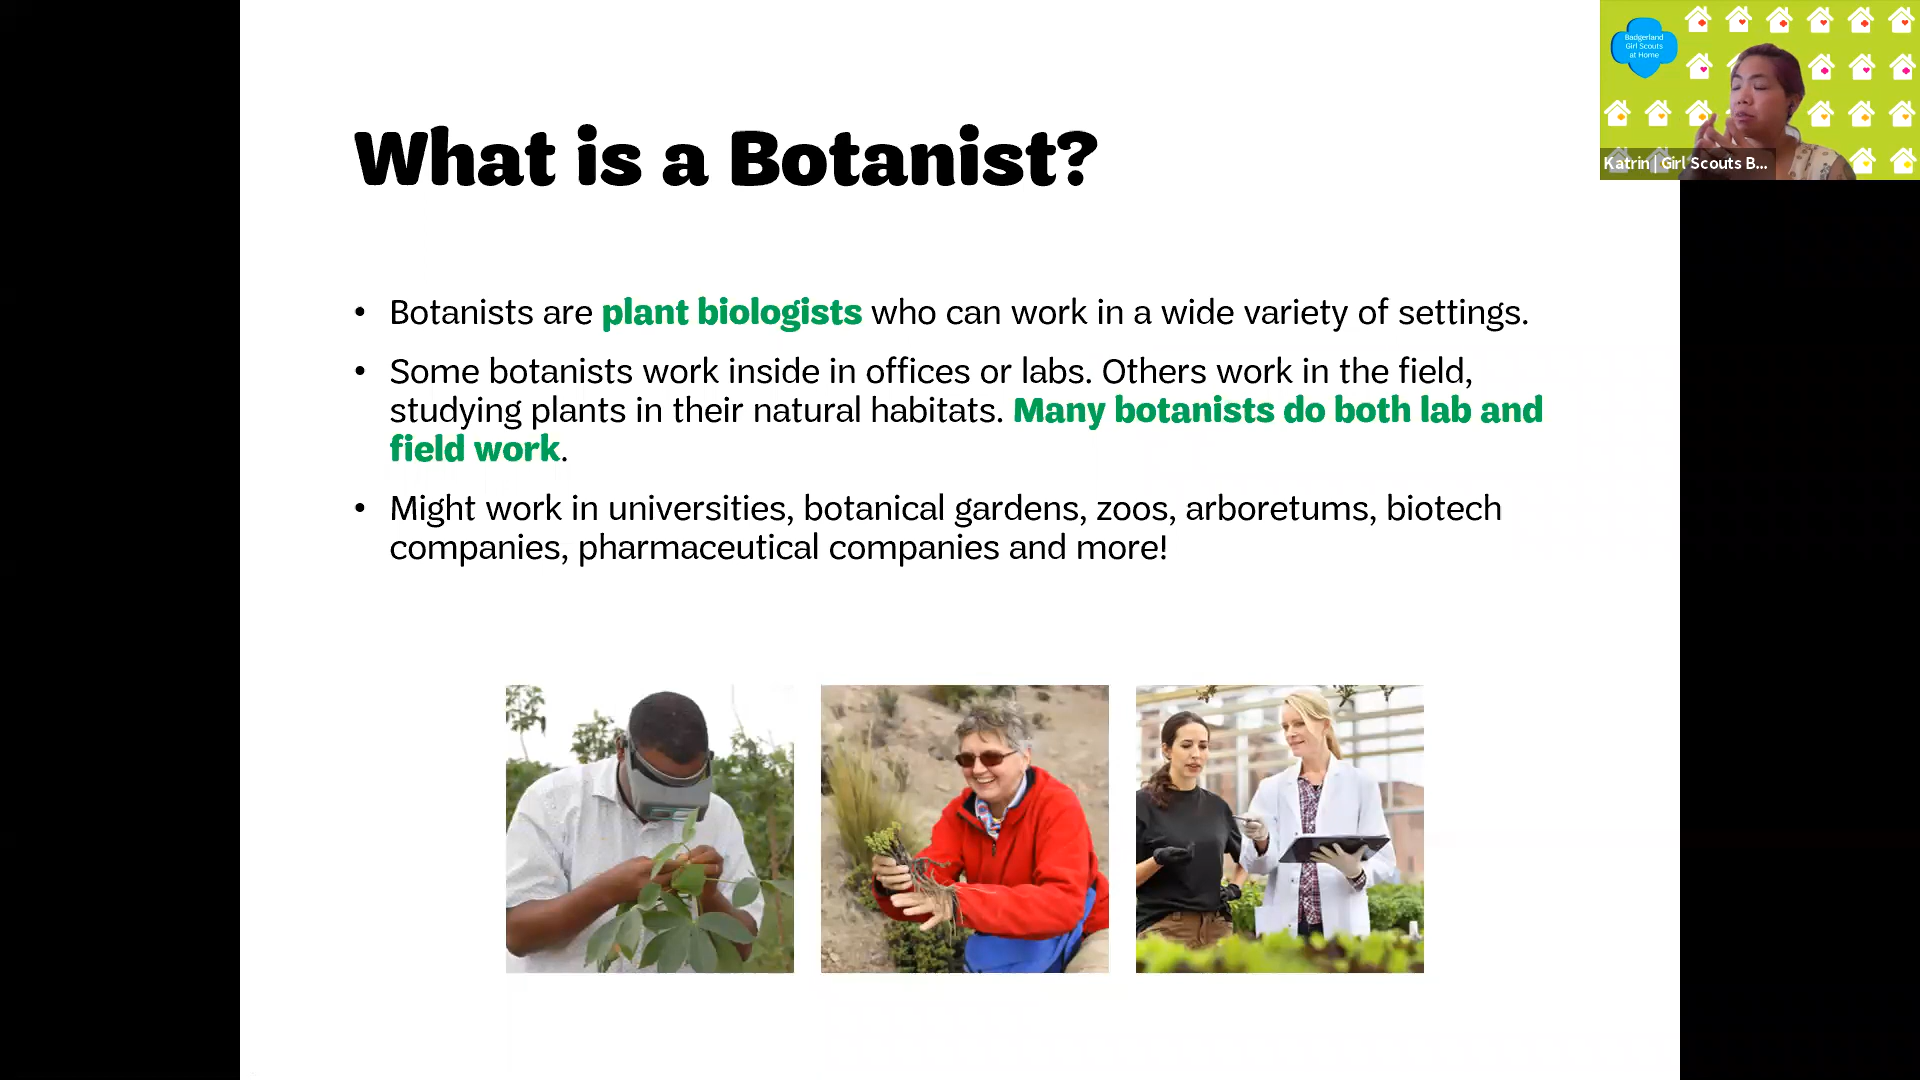 What is a Botanist?
• Botanists are plant biologists who can work in a wide variety of settings.
• Some botanists work inside in offices or labs. Others work in the field,
studying plants in their natural habitats. Many botanists do both lab and
field work.
• Might work in universities, botanical gardens, zoos, arboretums, biotech
companies, pharmaceutical companies and more!
Badgerland
Girl Scouts
at Home
Katrin | Girl Scouts B...